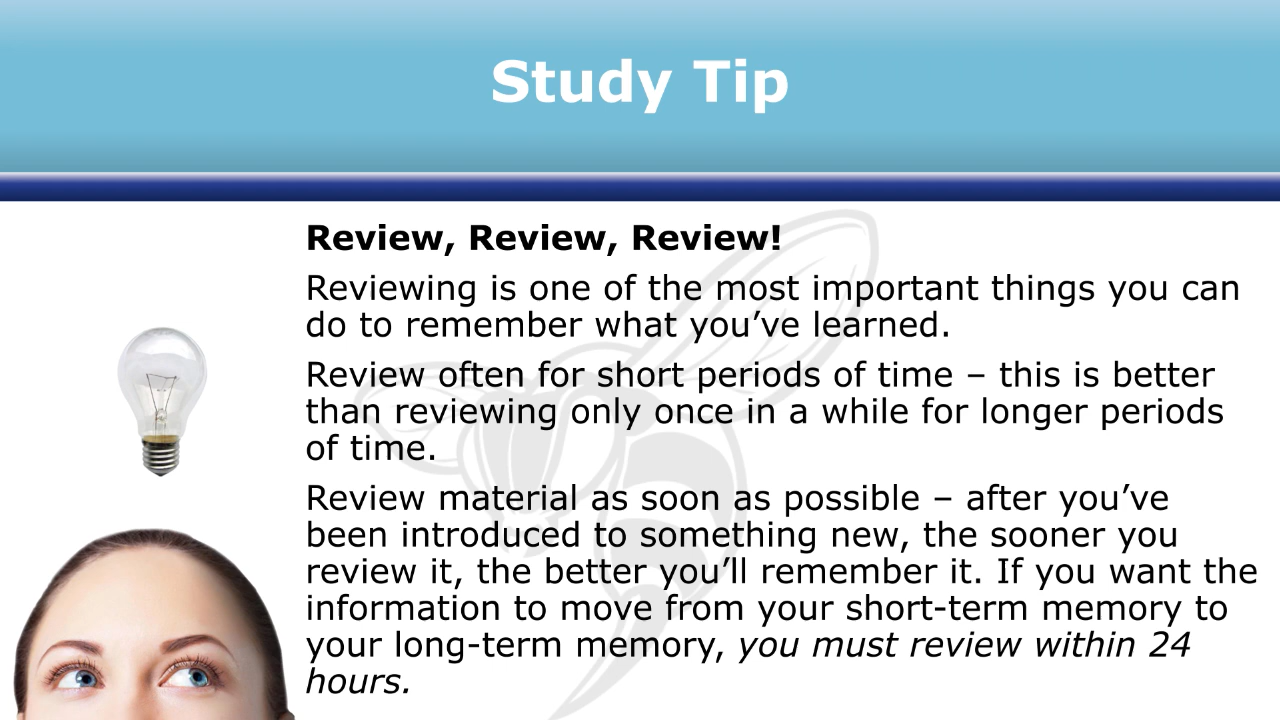 Study Tip
Review, Review, Review!
Reviewing is one of the most important things you can
do to remember what you’ve learned.
Review often for short periods of time – this is better
than reviewing only once in a while for longer periods
of time.
Review material as soon as possible – after you’ve
been introduced to something new, the sooner you
review it, the better you’ll remember it. If you want the
information to move from your short-term memory to
your long-term memory, you must review within 24
hours.